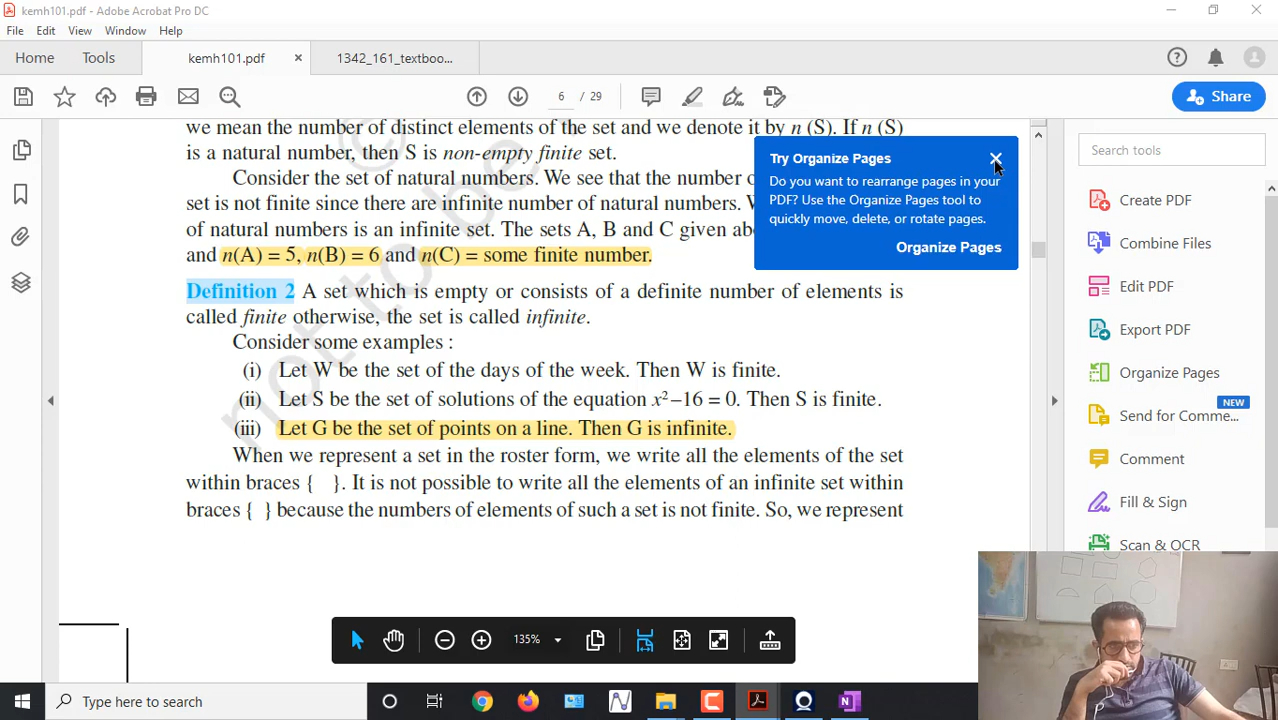 kemh101.pdf - Adobe Acrobat Pro DC
File Edit View Window Help
Home Tools kemh101.pdf × 1342_161_textboo...
6 / 29
Share
we mean the number of distinct elements of the set and we denote it by n (S). If n (S)
is a natural number, then S is non-empty finite set.
Consider the set of natural numbers. We see that the number o
set is not finite since there are infinite number of natural numbers. W
of natural numbers is an infinite set. The sets A, B and C given abo
and n(A) = 5, n(B) = 6 and n(C) = some finite number.
Definition 2 A set which is empty or consists of a definite number of elements is
called finite otherwise, the set is called infinite.
Consider some examples :
(i) Let W be the set of the days of the week. Then W is finite.
(ii) Let S be the set of solutions of the equation x²–16 = 0. Then S is finite.
(iii) Let G be the set of points on a line. Then G is infinite.
When we represent a set in the roster form, we write all the elements of the set
within braces { }. It is not possible to write all the elements of an infinite set within
braces { } because the numbers of elements of such a set is not finite. So, we represent
not to be
©
Try Organize Pages
Do you want to rearrange pages in your
PDF? Use the Organize Pages tool to
quickly move, delete, or rotate pages.
Organize Pages
Search tools
Create PDF
Combine Files
Edit PDF
Export PDF
Organize Pages
NEW
Send for Comme...
Comment
Fill & Sign
Scan & OCR
135%
Type here to search